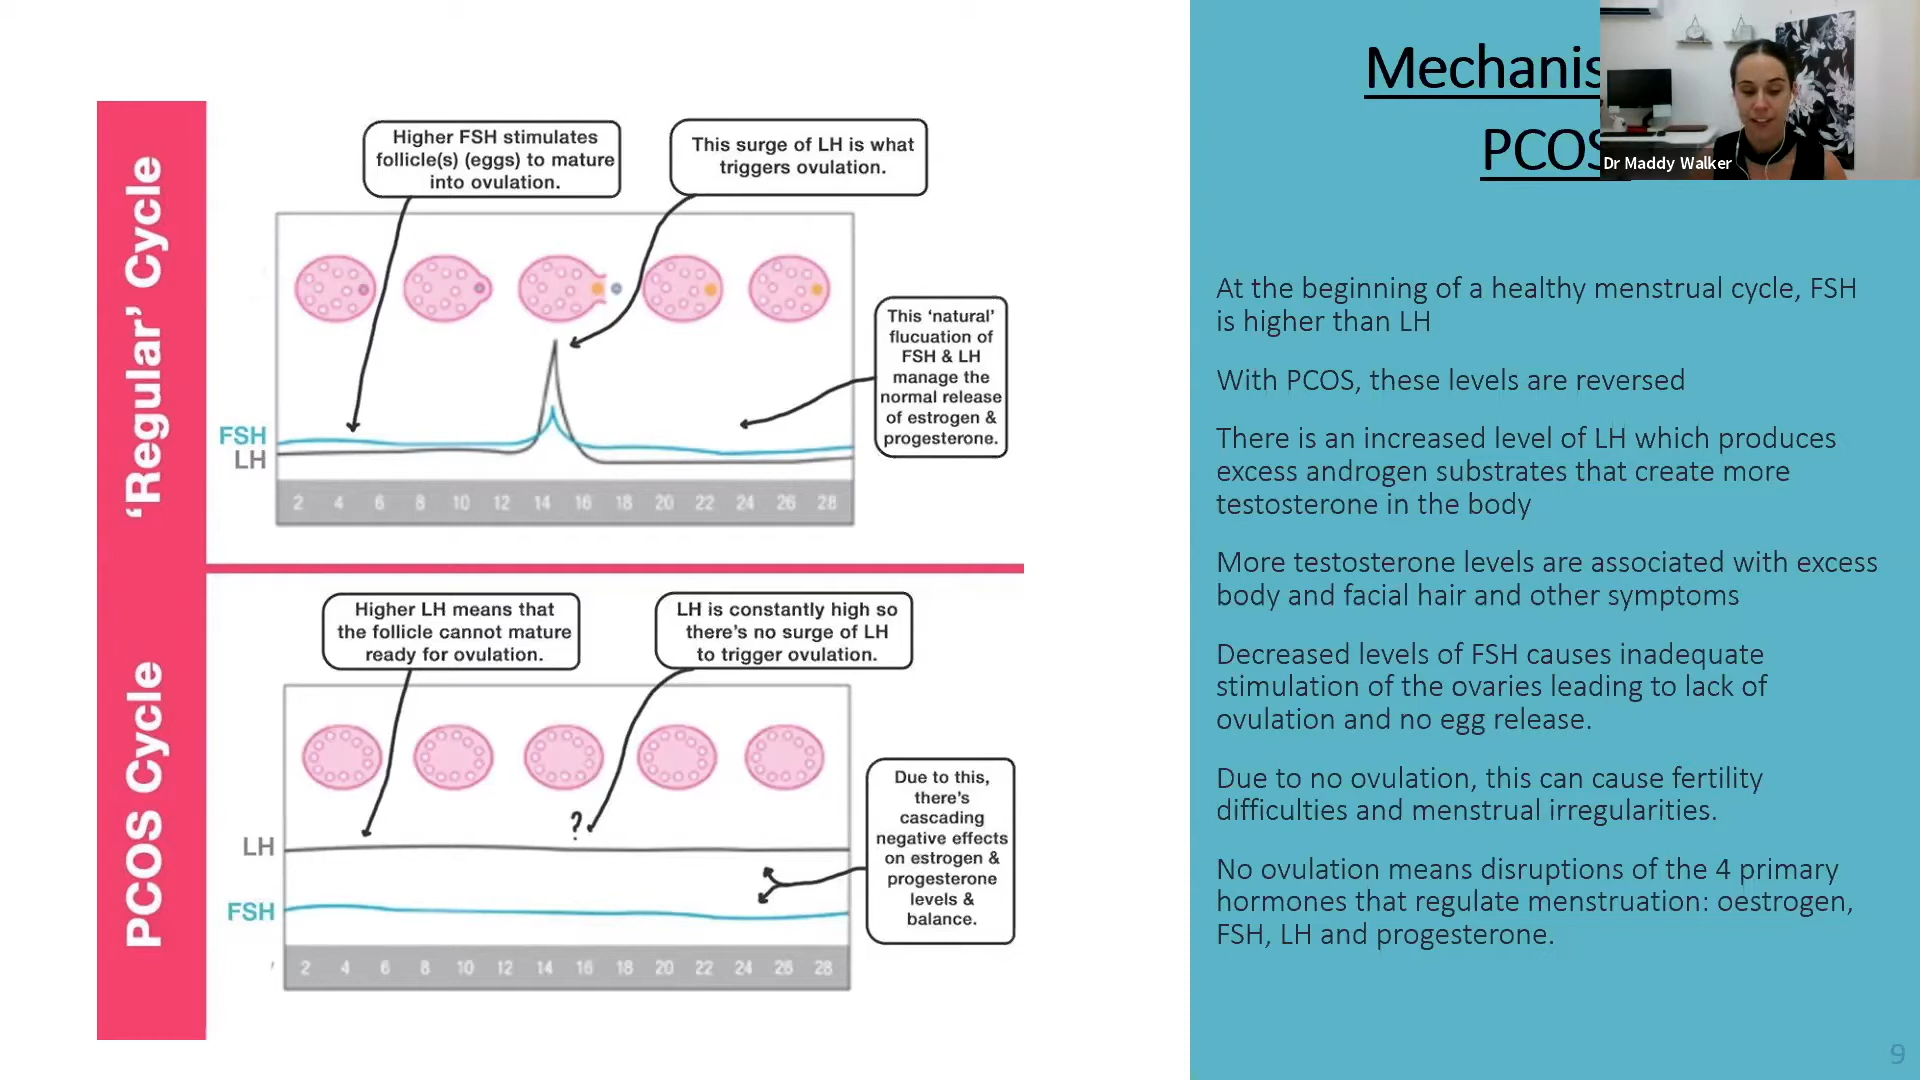 'Regular' Cycle
Higher FSH stimulates
follicle(s) (eggs) to mature
into ovulation.
This surge of LH is what
triggers ovulation.
This 'natural'
flucuation of
FSH & LH
manage the
normal release
of estrogen &
progesterone.
FSH
LH
2 4 6 8 10 12 14 16 18 20 22 24 26 28
PCOS Cycle
Higher LH means that
the follicle cannot mature
ready for ovulation.
LH is constantly high so
there's no surge of LH
to trigger ovulation.
?
Due to this,
there's
cascading
negative effects
on estrogen &
progesterone
levels &
balance.
LH
FSH
2 4 6 8 10 12 14 16 18 20 22 24 26 28
Mechanis
PCOS
Dr Maddy Walker
At the beginning of a healthy menstrual cycle, FSH
is higher than LH
With PCOS, these levels are reversed
There is an increased level of LH which produces
excess androgen substrates that create more
testosterone in the body
More testosterone levels are associated with excess
body and facial hair and other symptoms
Decreased levels of FSH causes inadequate
stimulation of the ovaries leading to lack of
ovulation and no egg release.
Due to no ovulation, this can cause fertility
difficulties and menstrual irregularities.
No ovulation means disruptions of the 4 primary
hormones that regulate menstruation: oestrogen,
FSH, LH and progesterone.
9